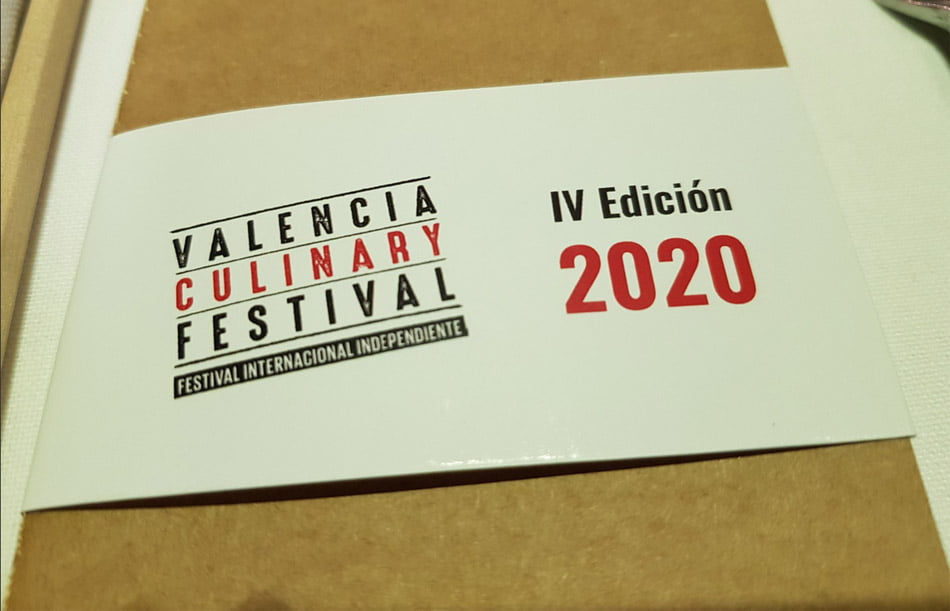 VALENCIA
CULINARY
FESTIVAL
FESTIVAL INTERNACIONAL INDEPENDIENTE
IV Edición
2020